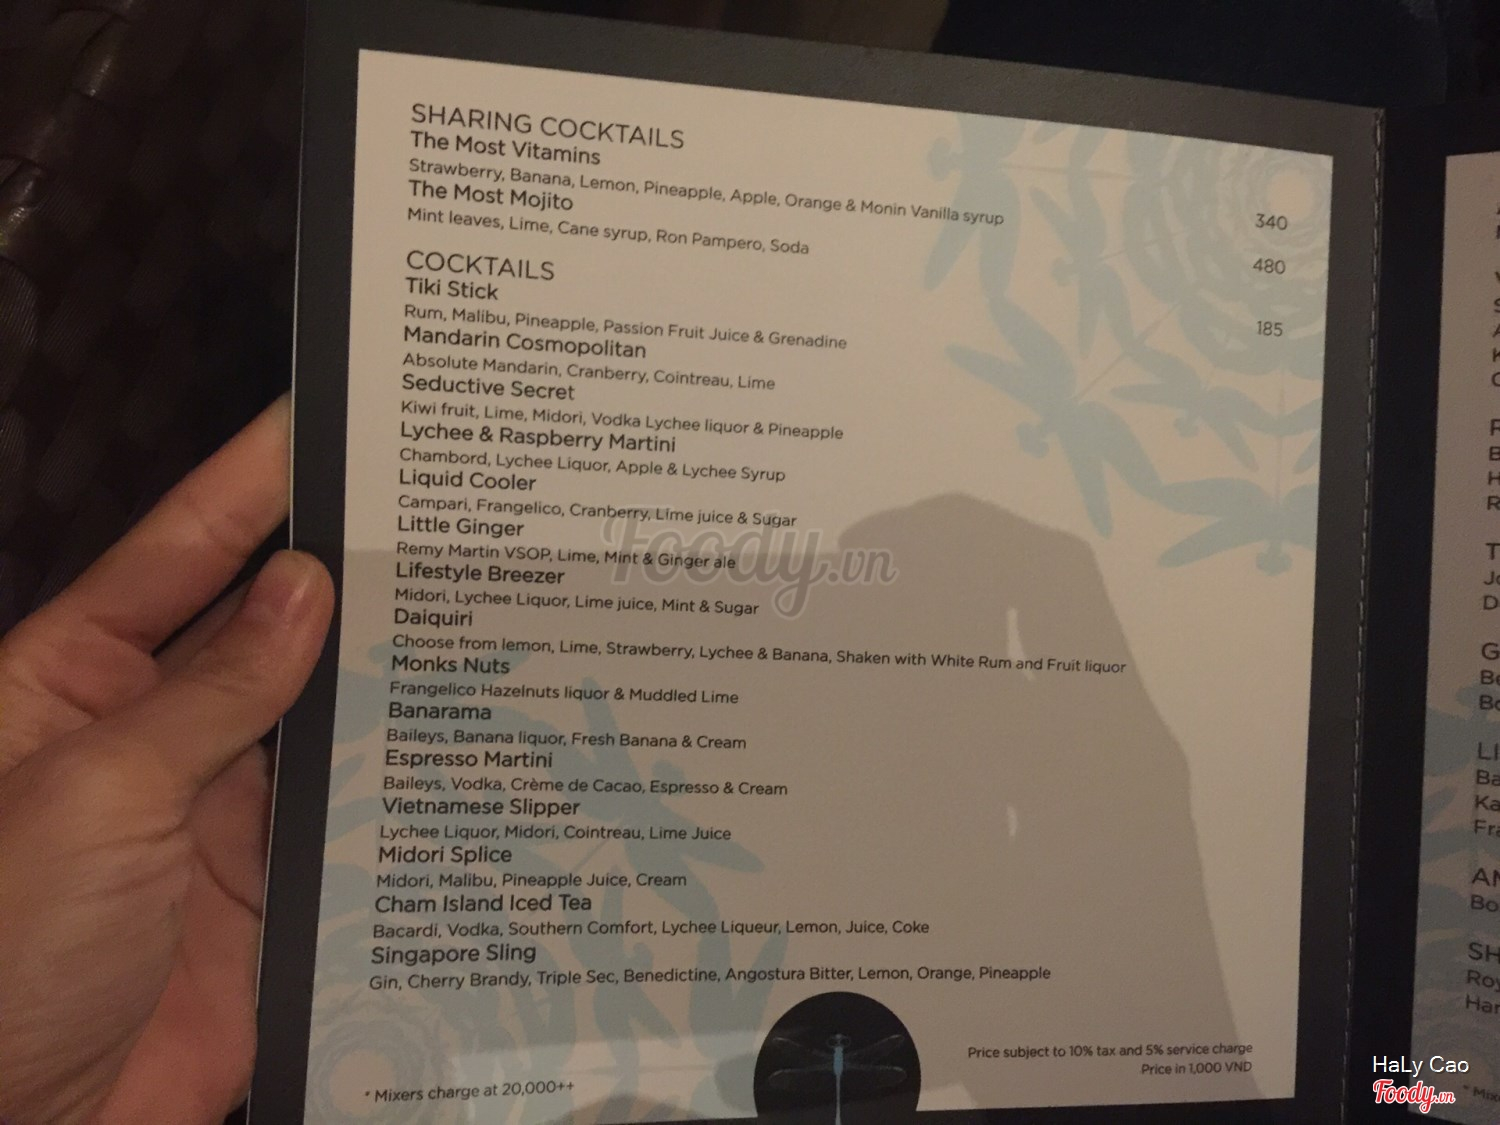 SHARING COCKTAILS
The Most Vitamins
Strawberry, Banana, Lemon, Pineapple, Apple, Orange & Monin Vanilla syrup 340
The Most Mojito
Mint leaves, Lime, Cane syrup, Ron Pampero, Soda 480
COCKTAILS 185
Tiki Stick
Rum, Malibu, Pineapple, Passion Fruit Juice & Grenadine
Mandarin Cosmopolitan
Absolute Mandarin, Cranberry, Cointreau, Lime
Seductive Secret
Kiwi fruit, Lime, Midori, Vodka Lychee liquor & Pineapple
Lychee & Raspberry Martini
Chambord, Lychee Liquor, Apple & Lychee Syrup
Liquid Cooler
Campari, Frangelico, Cranberry, Lime juice & Sugar
Little Ginger
Remy Martin VSOP, Lime, Mint & Ginger ale
Lifestyle Breezer
Midori, Lychee Liquor, Lime juice, Mint & Sugar
Daiquiri
Choose from lemon, Lime, Strawberry, Lychee & Banana, Shaken with White Rum and Fruit liquor
Monks Nuts
Frangelico Hazelnuts liquor & Muddled Lime
Banarama
Baileys, Banana liquor, Fresh Banana & Cream
Espresso Martini
Baileys, Vodka, Crème de Cacao, Espresso & Cream
Vietnamese Slipper
Lychee Liquor, Midori, Cointreau, Lime Juice
Midori Splice
Midori, Malibu, Pineapple Juice, Cream
Cham Island Iced Tea
Bacardi, Vodka, Southern Comfort, Lychee Liqueur, Lemon, Juice, Coke
Singapore Sling
Gin, Cherry Brandy, Triple Sec, Benedictine, Angostura Bitter, Lemon, Orange, Pineapple
Price subject to 10% tax and 5% service charge
Price in 1,000 VND
* Mixers charge at 20,000++
Foody.vn
HaLy Cao
Foody.vn